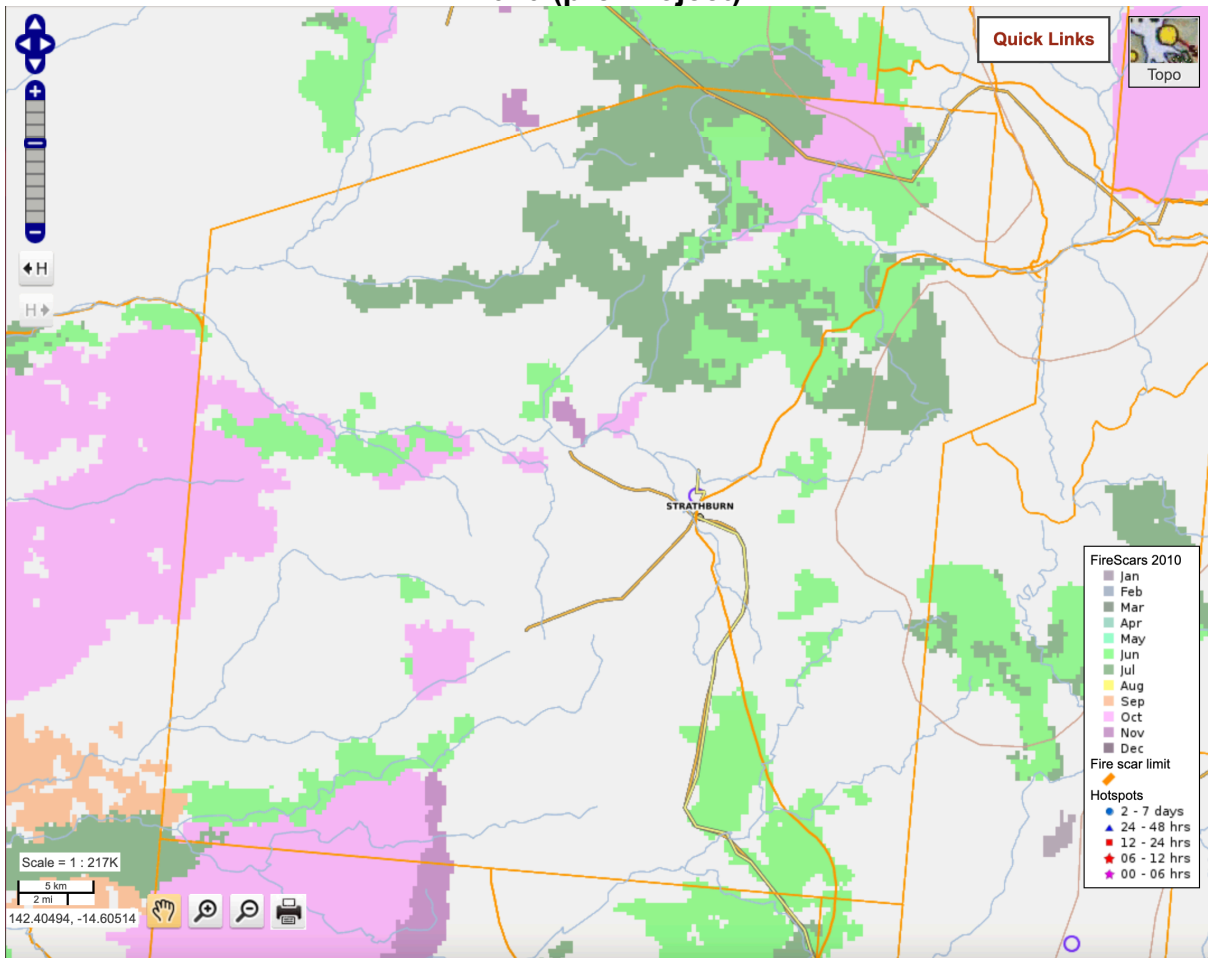 Quick Links
Topo
H
H
STRATHBURN
FireScars 2010
Jan
Feb
Mar
Apr
May
Jun
Jul
Aug
Sep
Oct
Nov
Dec
Fire scar limit
Hotspots
2 - 7 days
24 - 48 hrs
12 - 24 hrs
06 - 12 hrs
00 - 06 hrs
Scale = 1 : 217K
5 km
2 mi
142.40494, -14.60514